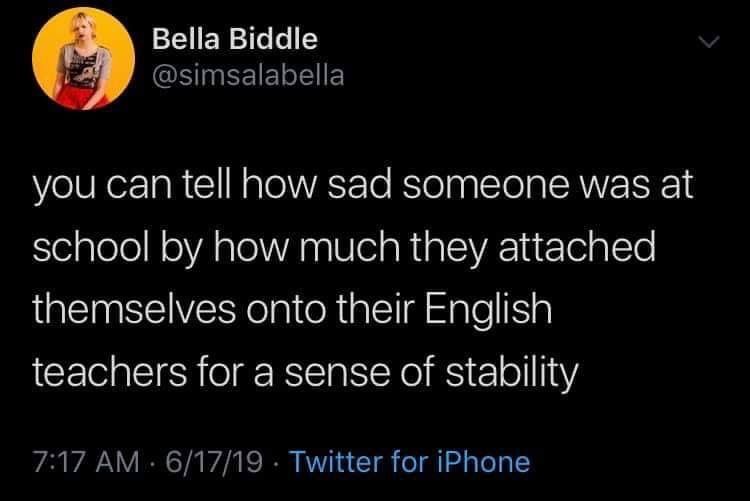 Bella Biddle
@simsalabella
you can tell how sad someone was at
school by how much they attached
themselves onto their English
teachers for a sense of stability
7:17 AM · 6/17/19 · Twitter for iPhone